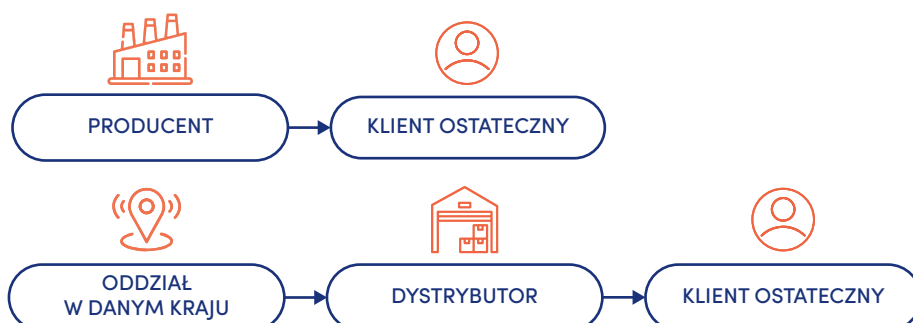 PRODUCENT
KLIENT OSTATECZNY
ODDZIAŁ
W DANYM KRAJU
DYSTRYBUTOR
KLIENT OSTATECZNY